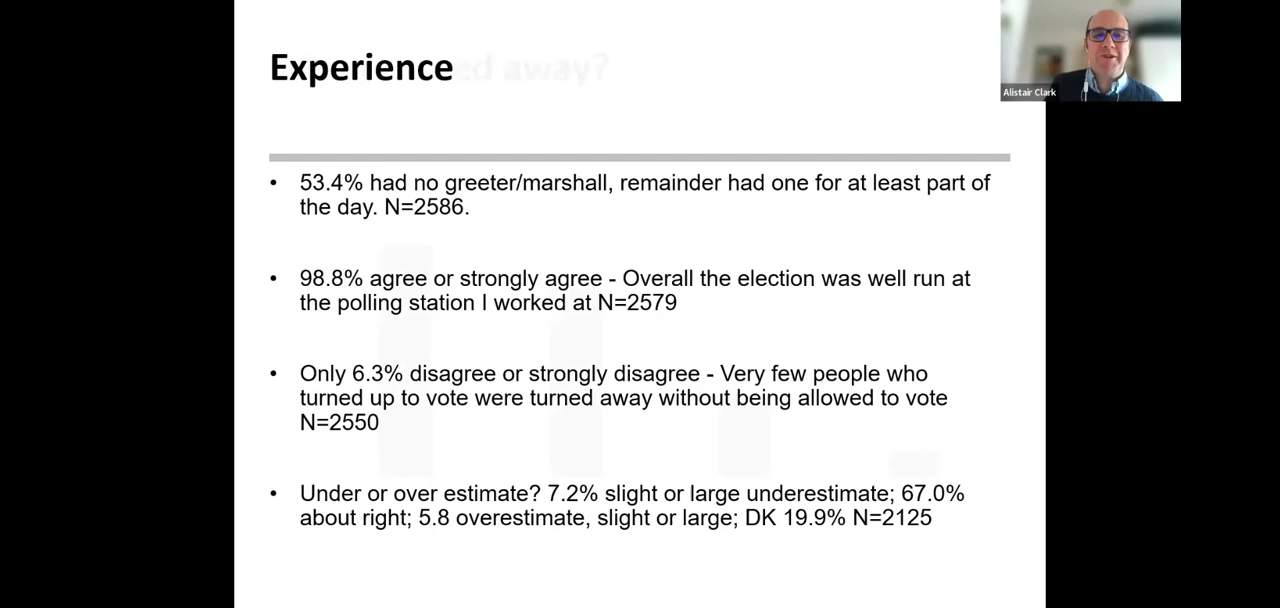 Experience ed away?
Alistair Clark
• 53.4% had no greeter/marshall, remainder had one for at least part of
the day. N=2586.
• 98.8% agree or strongly agree - Overall the election was well run at
the polling station I worked at N=2579
• Only 6.3% disagree or strongly disagree - Very few people who
turned up to vote were turned away without being allowed to vote
N=2550
• Under or over estimate? 7.2% slight or large underestimate; 67.0%
about right; 5.8 overestimate, slight or large; DK 19.9% N=2125